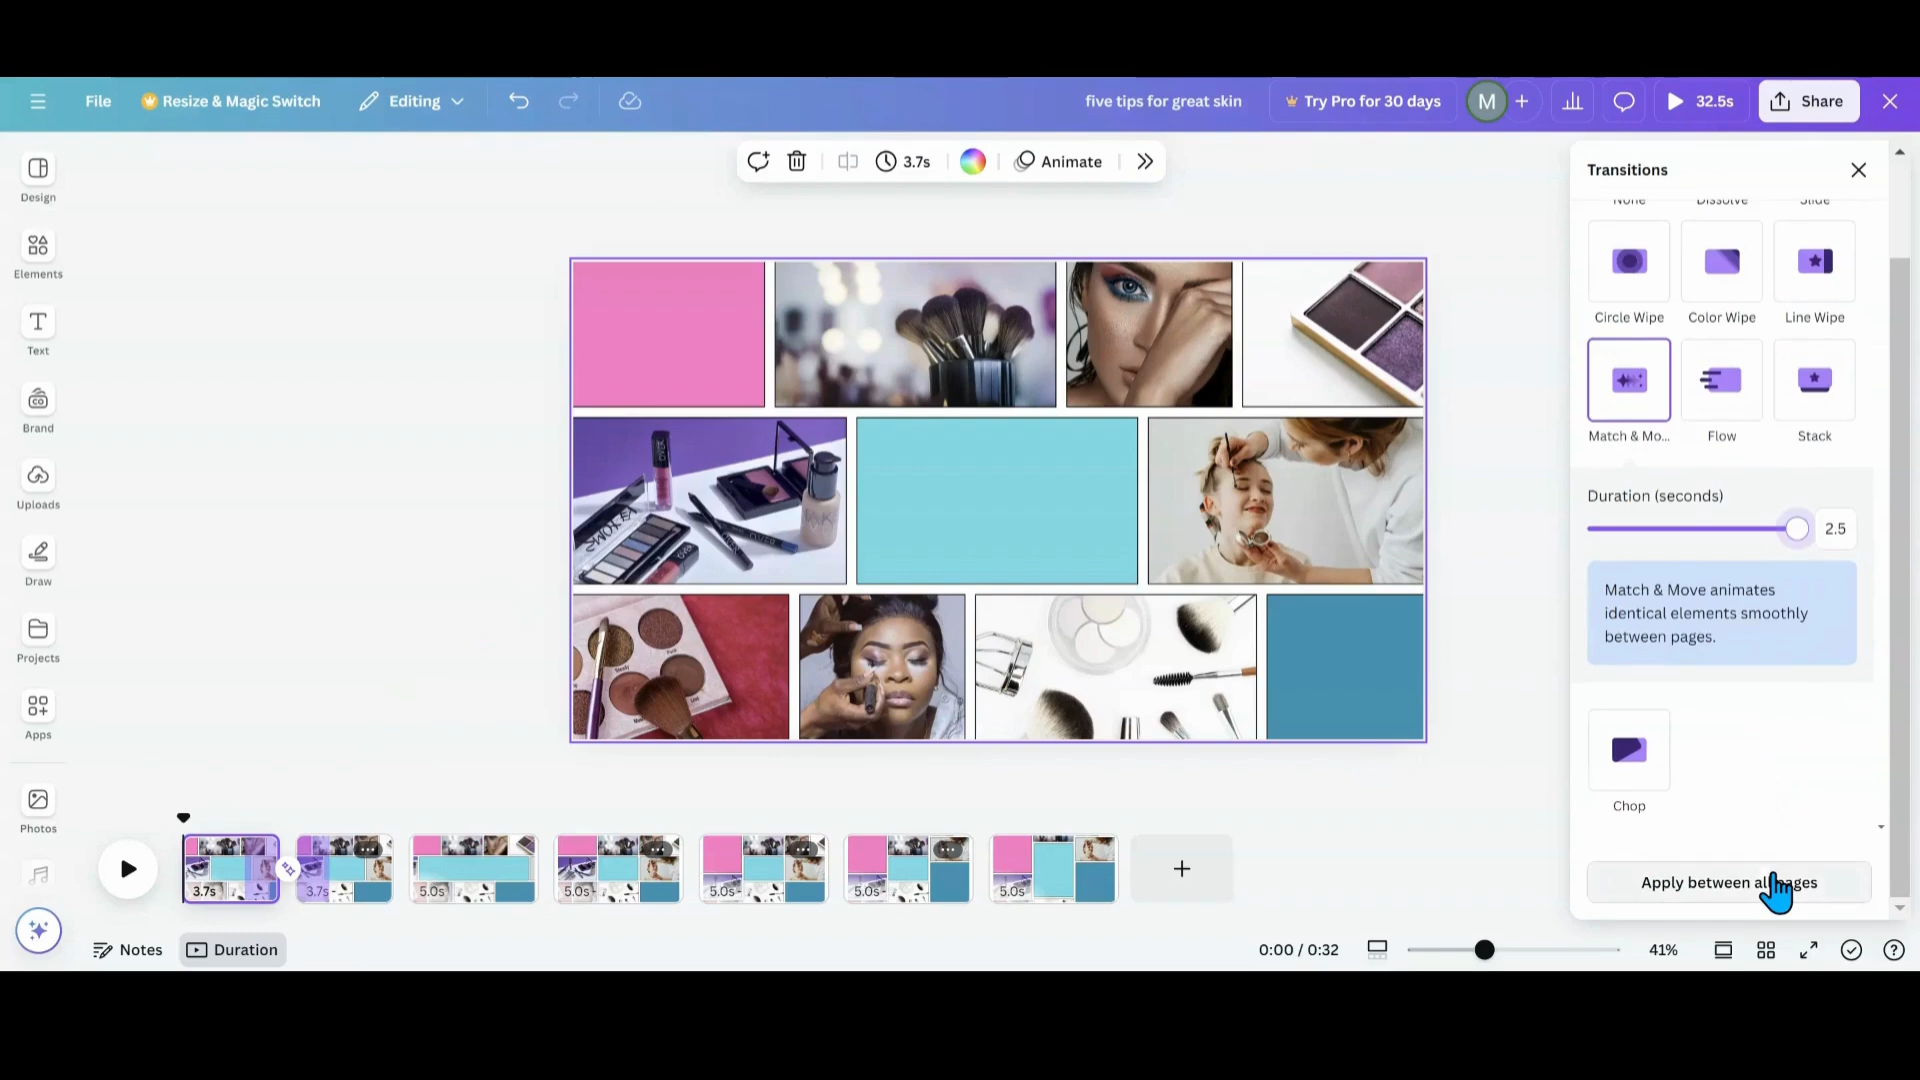 File
Resize & Magic Switch
Editing
five tips for great skin
Try Pro for 30 days
M
32.5s
Share
3.7s
Animate
Design
Elements
Text
Brand
Uploads
Draw
Projects
Apps
Photos
Transitions
None
Dissolve
Slide
Circle Wipe
Color Wipe
Line Wipe
Match & Mo...
Flow
Stack
Duration (seconds)
2.5
Match & Move animates
identical elements smoothly
between pages.
Chop
Apply between all pages
3.7s
3.7s
5.0s
5.0s
5.0s
5.0s
5.0s
Notes
Duration
0:00 / 0:32
41%